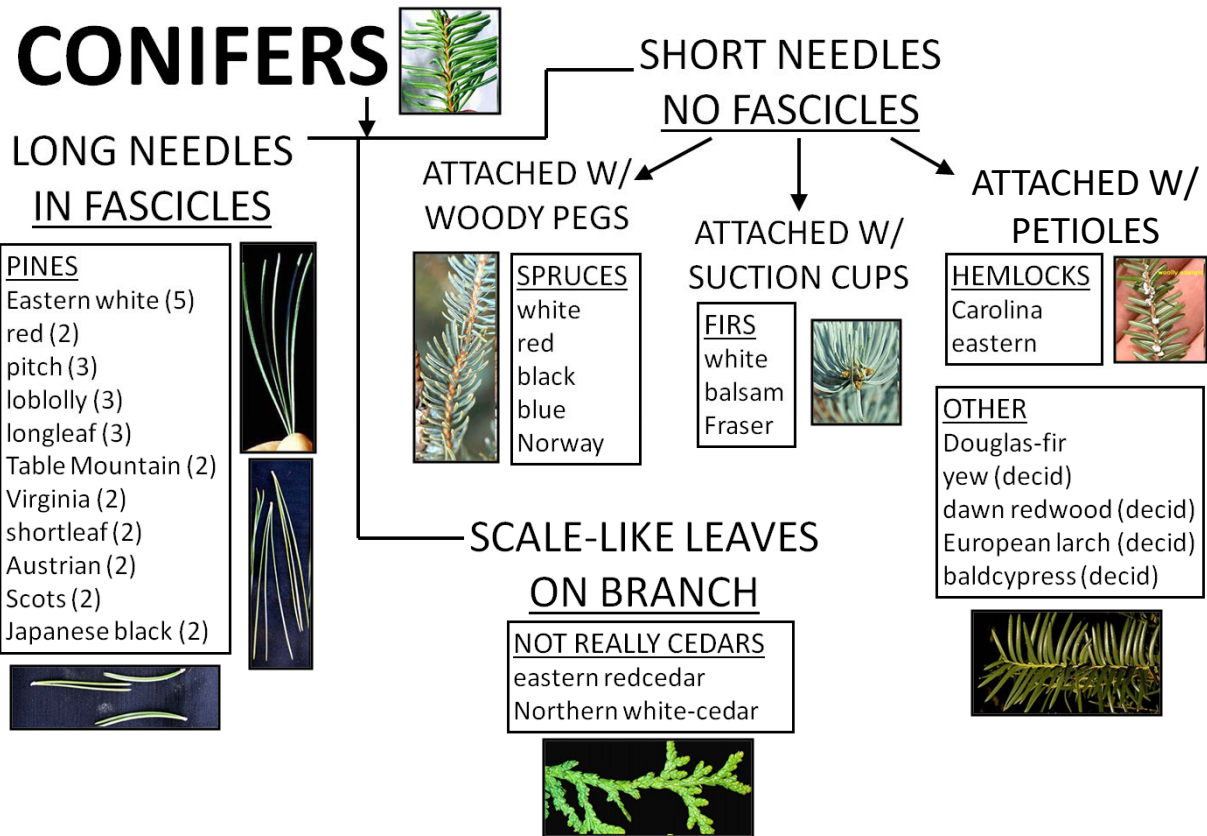 CONIFERS
LONG NEEDLES
IN FASCICLES
PINES
Eastern white (5)
red (2)
pitch (3)
loblolly (3)
longleaf (3)
Table Mountain (2)
Virginia (2)
shortleaf (2)
Austrian (2)
Scots (2)
Japanese black (2)
SHORT NEEDLES
NO FASCICLES
ATTACHED W/
WOODY PEGS
SPRUCES
white
red
black
blue
Norway
ATTACHED W/
SUCTION CUPS
FIRS
white
balsam
Fraser
ATTACHED W/
PETIOLES
HEMLOCKS
Carolina
eastern
woolly adelgid
OTHER
Douglas-fir
yew (decid)
dawn redwood (decid)
European larch (decid)
baldcypress (decid)
SCALE-LIKE LEAVES
ON BRANCH
NOT REALLY CEDARS
eastern redcedar
Northern white-cedar